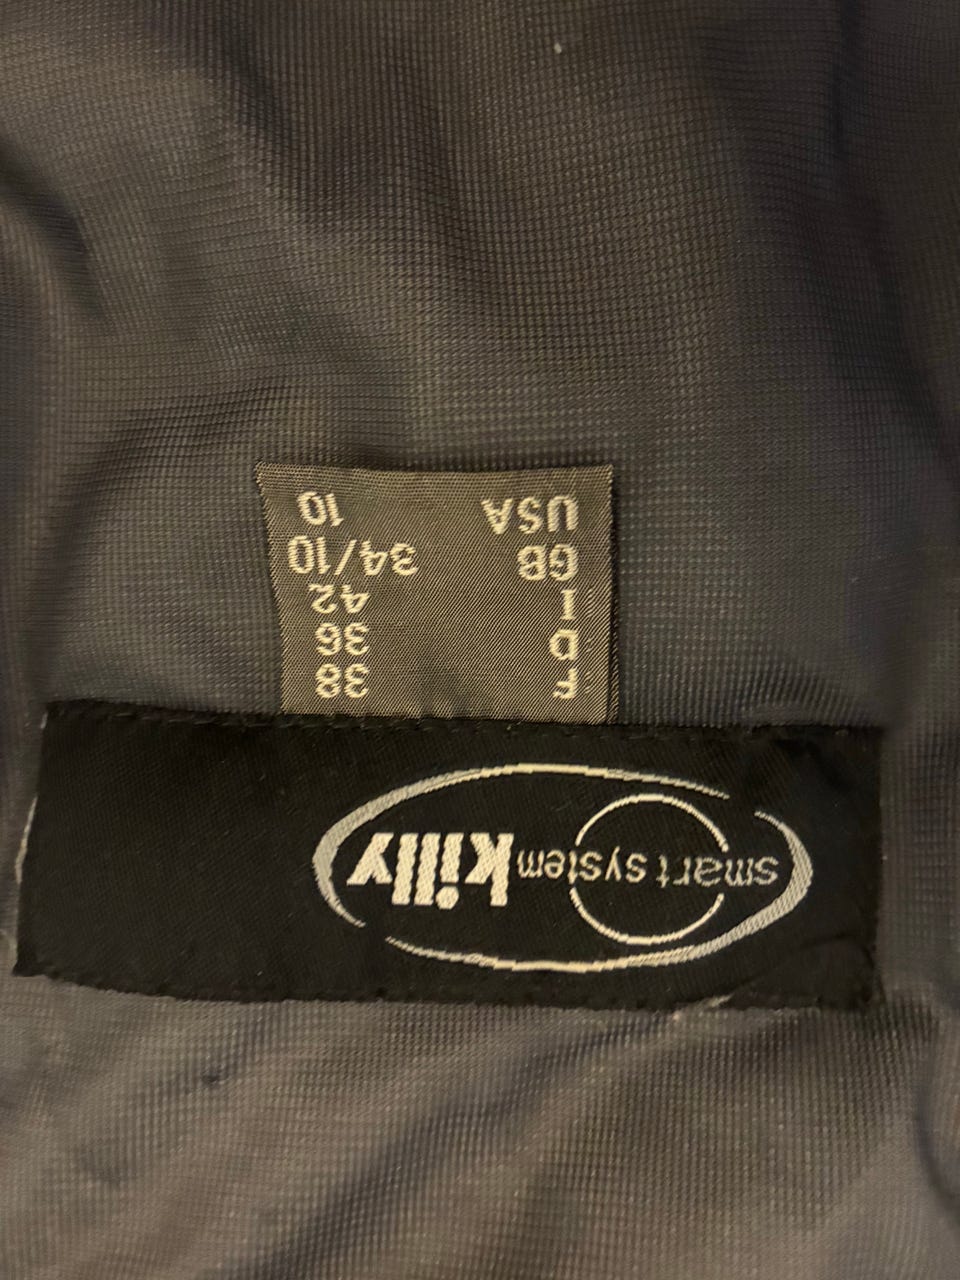 smart system killy
F 38
D 36
I 42
GB 34/10
USA 10